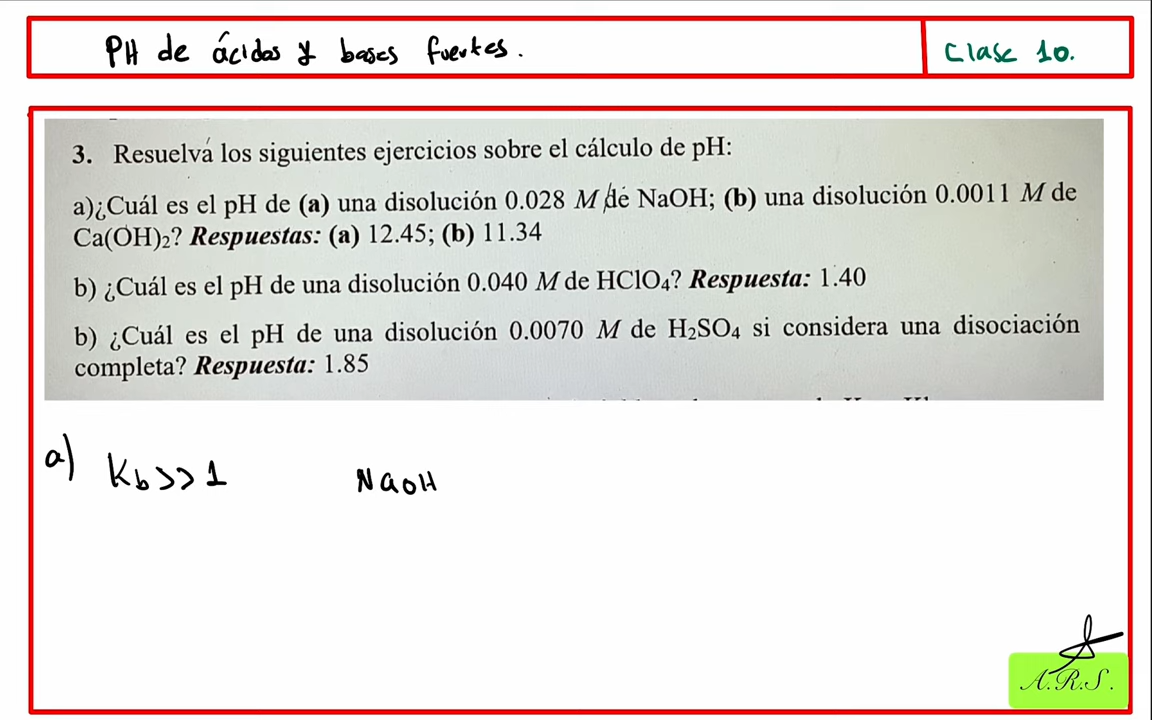 PH de ácidos y bases fuertes.
Clase 10.
3. Resuelvá los siguientes ejercicios sobre el cálculo de pH:
a)¿Cuál es el pH de (a) una disolución 0.028 M de NaOH; (b) una disolución 0.0011 M de
Ca(OH)₂? Respuestas: (a) 12.45; (b) 11.34
b) ¿Cuál es el pH de una disolución 0.040 M de HClO₄? Respuesta: 1.40
b) ¿Cuál es el pH de una disolución 0.0070 M de H₂SO₄ si considera una disociación
completa? Respuesta: 1.85
a) Kb>>1 NaOH
A.R.S.